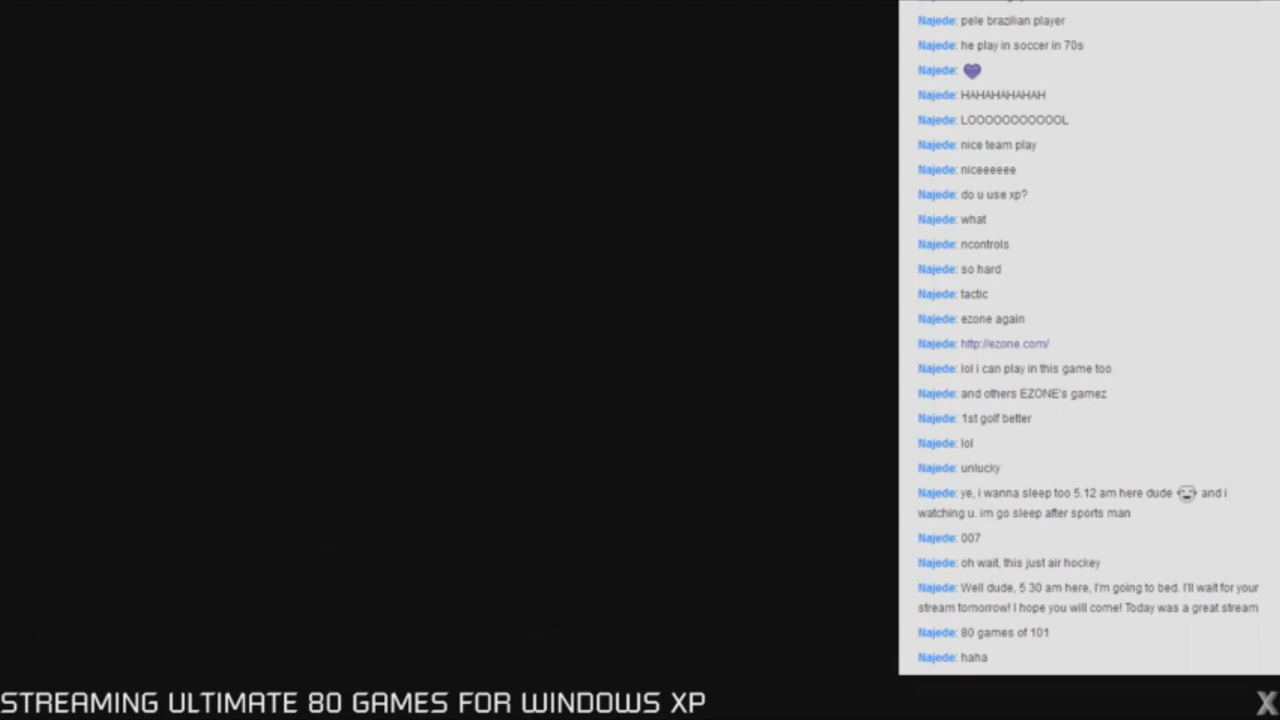 Najede: pele brazilian player
Najede: he play in soccer in 70s
Najede: 💜
Najede: HAHAHAHAHAH
Najede: LOOOOOOOOOOOL
Najede: nice team play
Najede: niceeeeee
Najede: do u use xp?
Najede: what
Najede: ncontrols
Najede: so hard
Najede: tactic
Najede: ezone again
Najede: http://ezone.com/
Najede: lol i can play in this game too
Najede: and others EZONE's gamez
Najede: 1st golf better
Najede: lol
Najede: unlucky
Najede: ye, i wanna sleep too 5.12 am here dude and i
watching u. im go sleep after sports man
Najede: 007
Najede: oh wait, this just air hockey
Najede: Well dude, 5 30 am here, I'm going to bed. I'll wait for your
stream tomorrow! I hope you will come! Today was a great stream
Najede: 80 games of 101
Najede: haha
STREAMING ULTIMATE 80 GAMES FOR WINDOWS XP
X